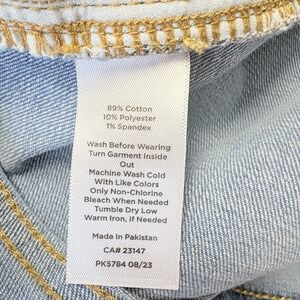 89% Cotton
10% Polyester
1% Spandex
Wash Before Wearing
Turn Garment Inside
Out
Machine Wash Cold
With Like Colors
Only Non-Chlorine
Bleach When Needed
Tumble Dry Low
Warm Iron, if Needed
Made In Pakistan
CA# 23147
PK5784 08/23